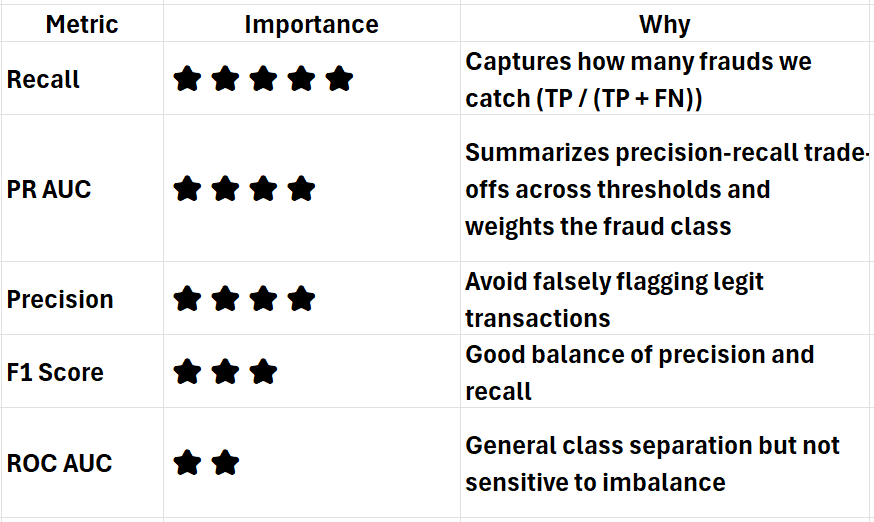 Metric Importance Why
Recall ★ ★ ★ ★ ★ Captures how many frauds we
catch (TP / (TP + FN))
PR AUC ★ ★ ★ ★ Summarizes precision-recall trade-
offs across thresholds and
weights the fraud class
Precision ★ ★ ★ ★ Avoid falsely flagging legit
transactions
F1 Score ★ ★ ★ Good balance of precision and
recall
ROC AUC ★ ★ General class separation but not
sensitive to imbalance